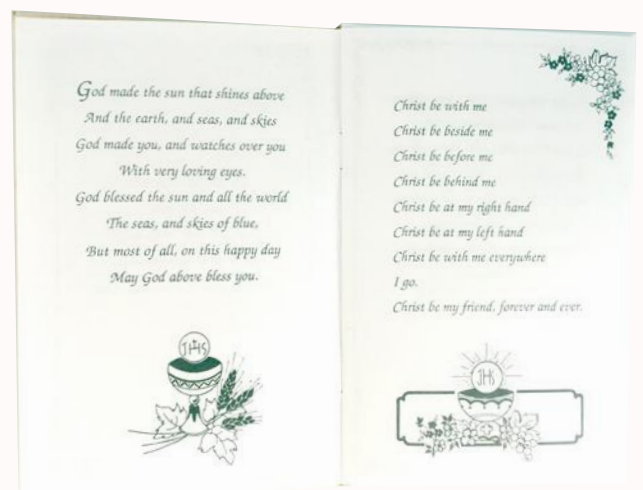 God made the sun that shines above
And the earth, and seas, and skies
God made you, and watches over you
With very loving eyes.
God blessed the sun and all the world
The seas, and skies of blue,
But most of all, on this happy day
May God above bless you.
JHS
Christ be with me
Christ be beside me
Christ be before me
Christ be behind me
Christ be at my right hand
Christ be at my left hand
Christ be with me everywhere
I go.
Christ be my friend, forever and ever.
JHS